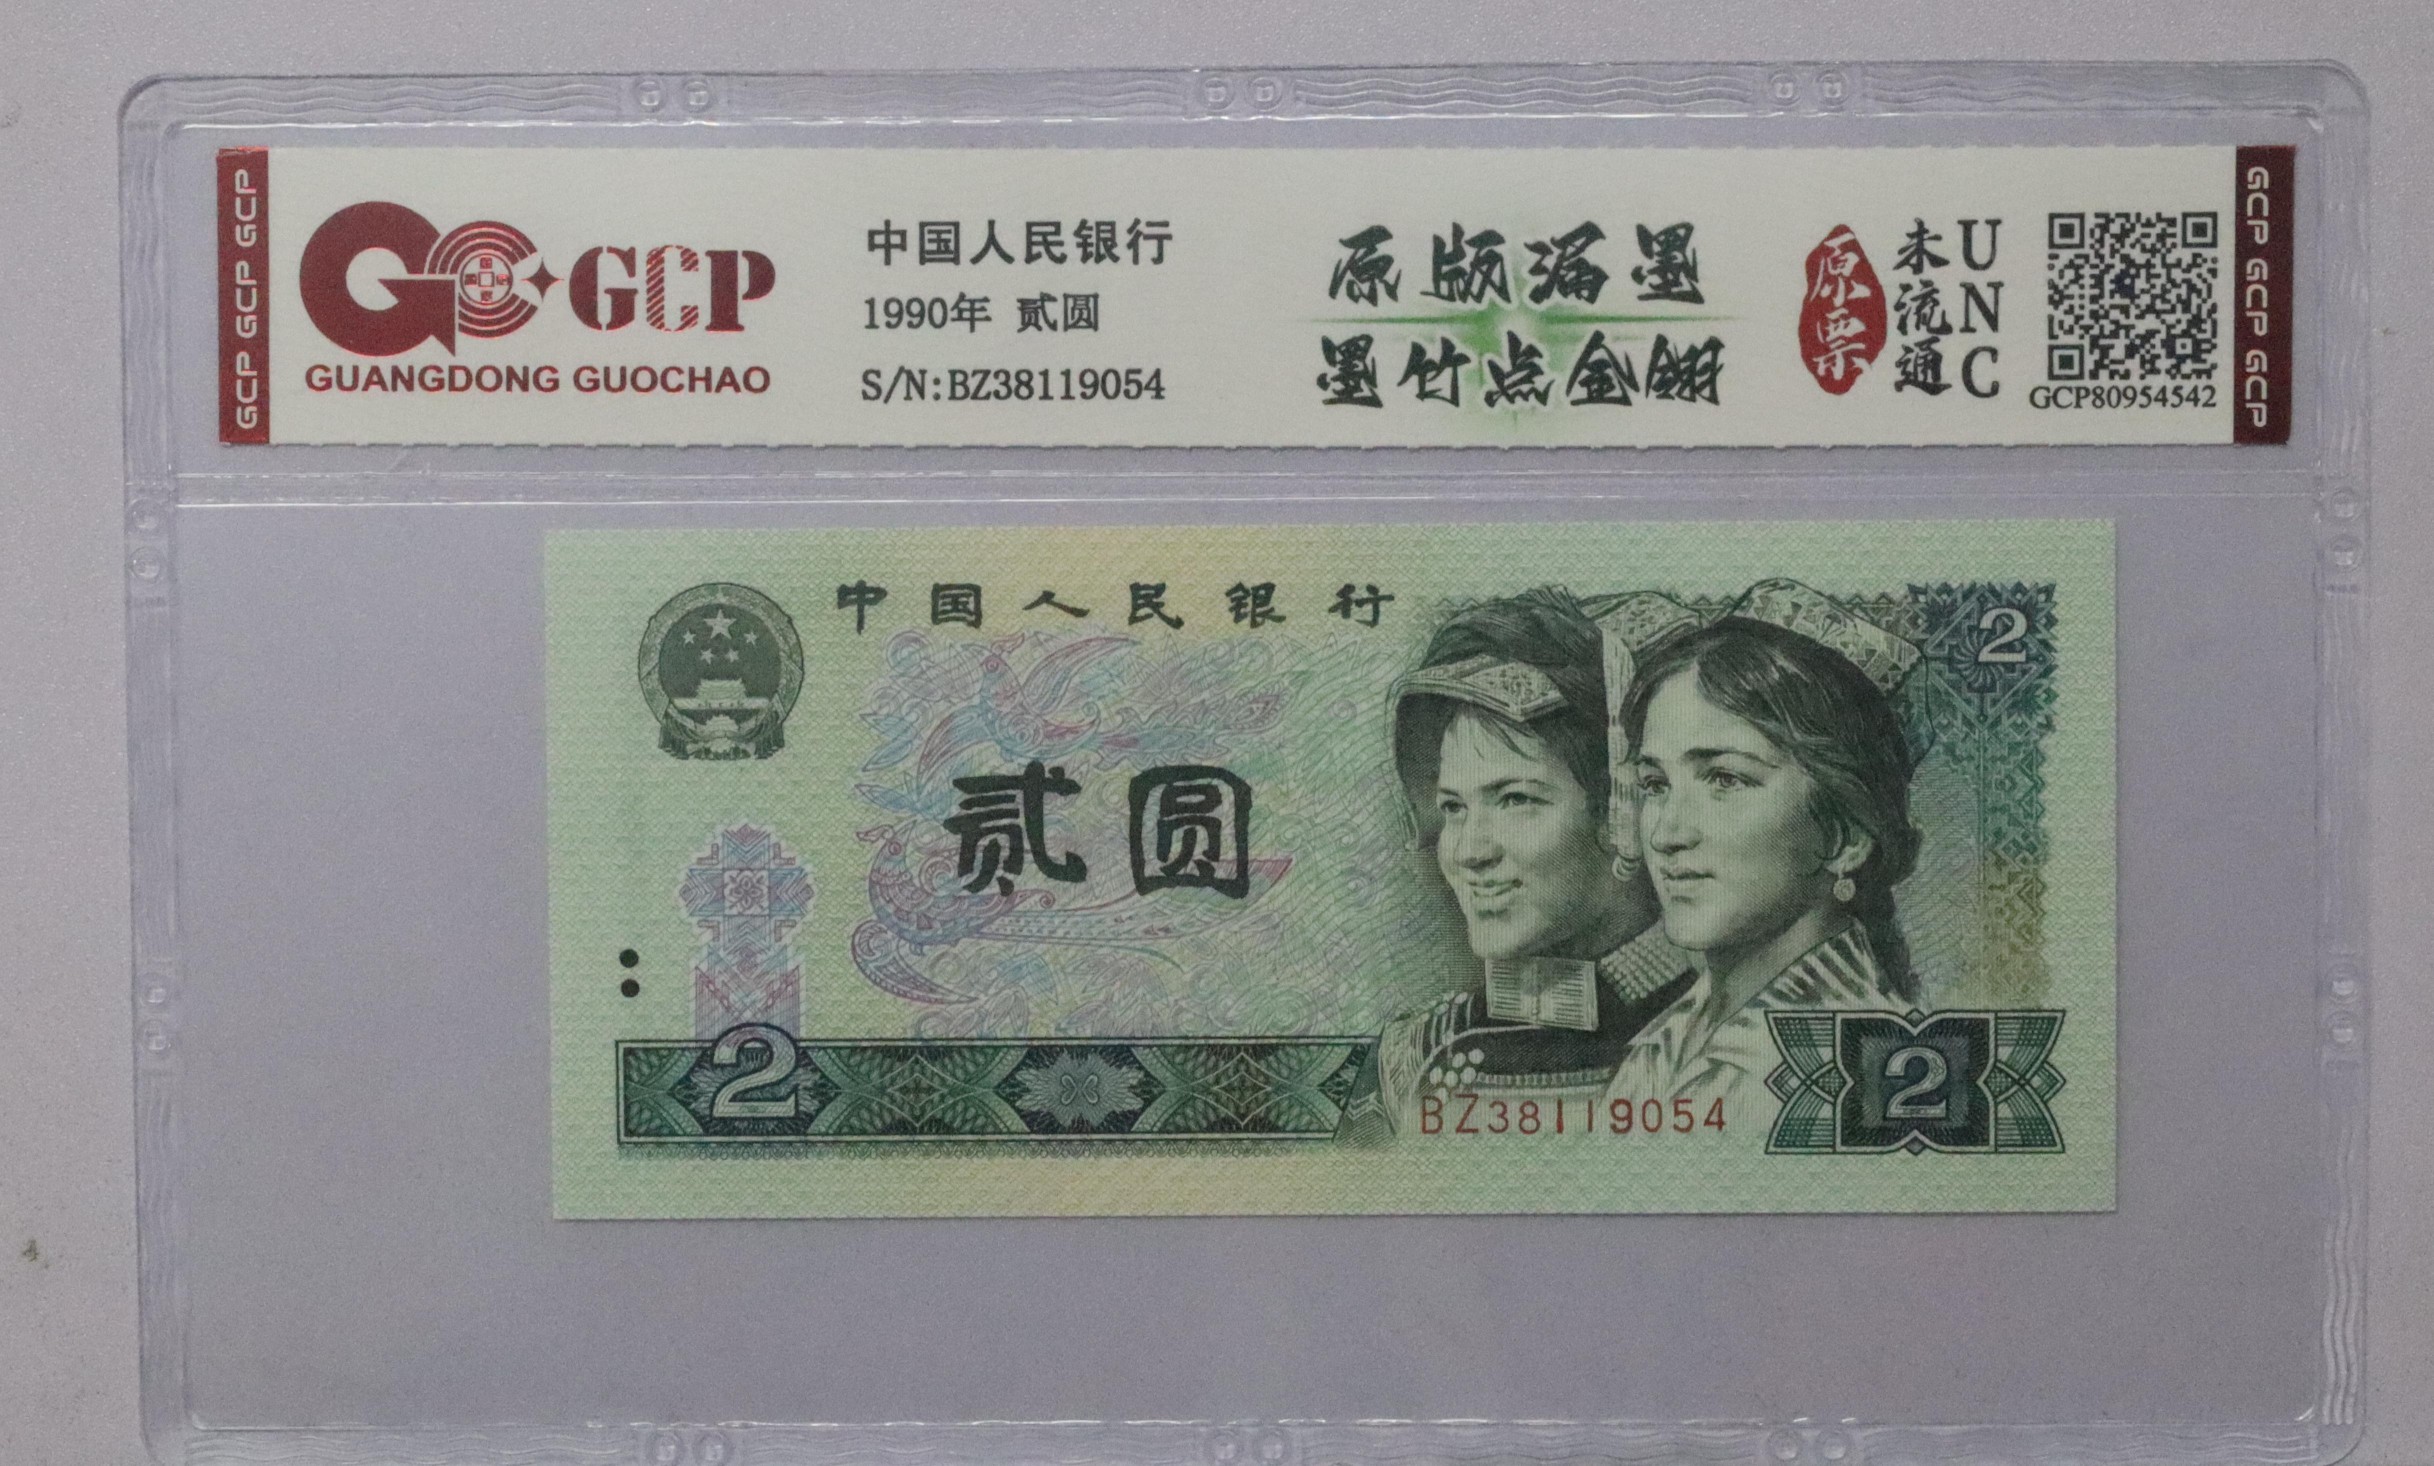 GCP GCP GCP
GCP
GUANGDONG GUOCHAO
中国人民银行
1990年 贰圆
S/N:BZ38119054
原版漏墨
墨竹点金翎
原票
未流通
UNC
GCP80954542
GCP GCP GCP
中国人民银行
2
贰圆
2
BZ38119054
2